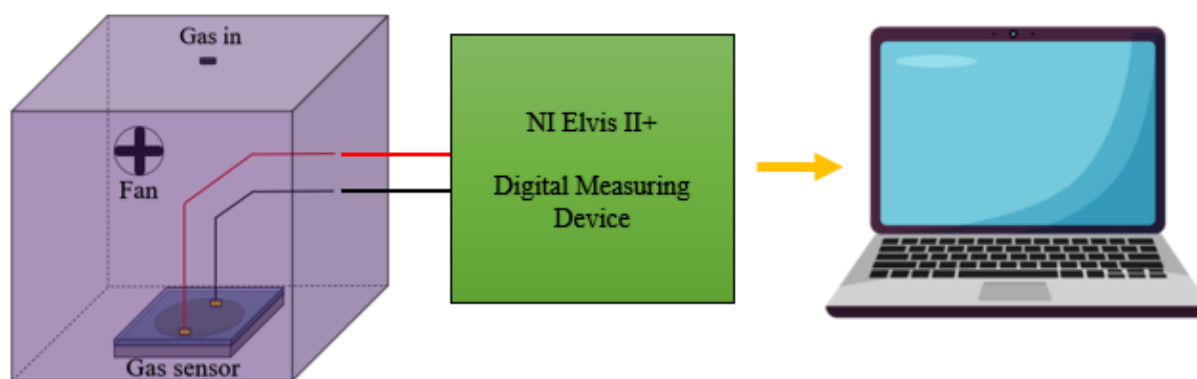 Gas in
Fan
Gas sensor
NI Elvis II+
Digital Measuring
Device